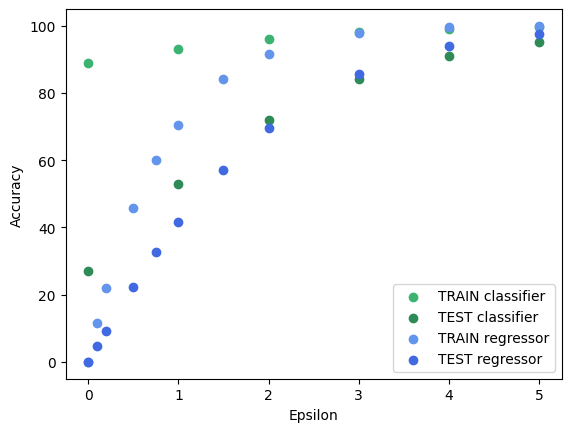 100
80
60
40
20
0
Accuracy
TRAIN classifier
TEST classifier
TRAIN regressor
TEST regressor
0 1 2 3 4 5
Epsilon